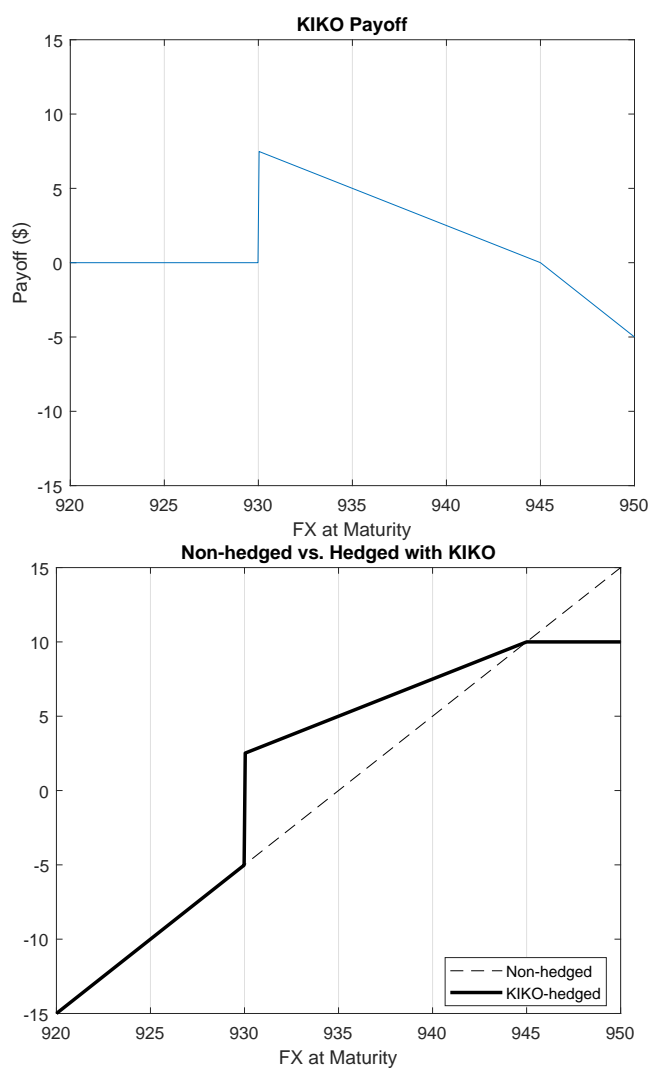 KIKO Payoff
15
10
5
0
-5
-10
-15
Payoff ($)
920 925 930 935 940 945 950
FX at Maturity
Non-hedged vs. Hedged with KIKO
15
10
5
0
-5
-10
-15
Non-hedged
KIKO-hedged
920 925 930 935 940 945 950
FX at Maturity